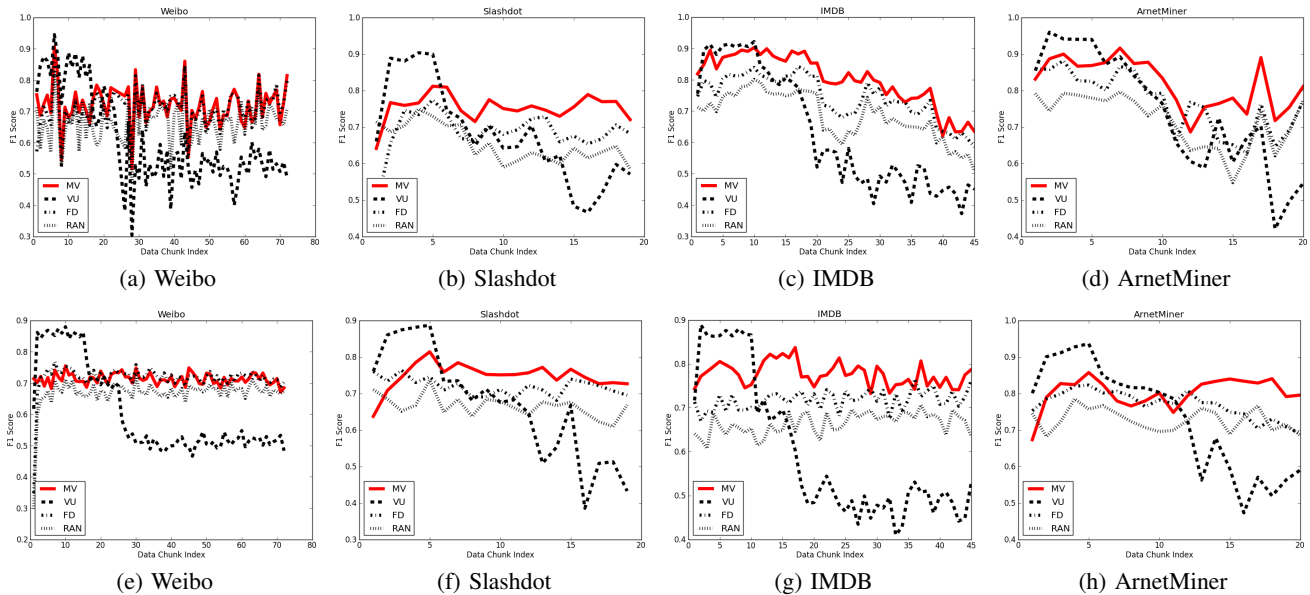 Weibo
1.0
0.9
0.8
0.7
0.6
0.5
0.4
0.3
F1 Score
MV
VU
FD
RAN
0 10 20 30 40 50 60 70 80
Data Chunk Index
(a) Weibo
Slashdot
1.0
0.9
0.8
0.7
0.6
0.5
0.4
F1 Score
MV
VU
FD
RAN
0 5 10 15 20
Data Chunk Index
(b) Slashdot
IMDB
1.0
0.9
0.8
0.7
0.6
0.5
0.4
0.3
F1 Score
MV
VU
FD
RAN
0 5 10 15 20 25 30 35 40 45
Data Chunk Index
(c) IMDB
ArnetMiner
1.0
0.9
0.8
0.7
0.6
0.5
0.4
F1 Score
MV
VU
FD
RAN
0 5 10 15 20
Data Chunk Index
(d) ArnetMiner
Weibo
0.9
0.8
0.7
0.6
0.5
0.4
0.3
0.2
F1 Score
MV
VU
FD
RAN
0 10 20 30 40 50 60 70 80
Data Chunk Index
(e) Weibo
Slashdot
0.9
0.8
0.7
0.6
0.5
0.4
0.3
F1 Score
MV
VU
FD
RAN
0 5 10 15 20
Data Chunk Index
(f) Slashdot
IMDB
0.9
0.8
0.7
0.6
0.5
0.4
F1 Score
MV
VU
FD
RAN
0 5 10 15 20 25 30 35 40 45
Data Chunk Index
(g) IMDB
ArnetMiner
1.0
0.9
0.8
0.7
0.6
0.5
0.4
F1 Score
MV
VU
FD
RAN
0 5 10 15 20
Data Chunk Index
(h) ArnetMiner